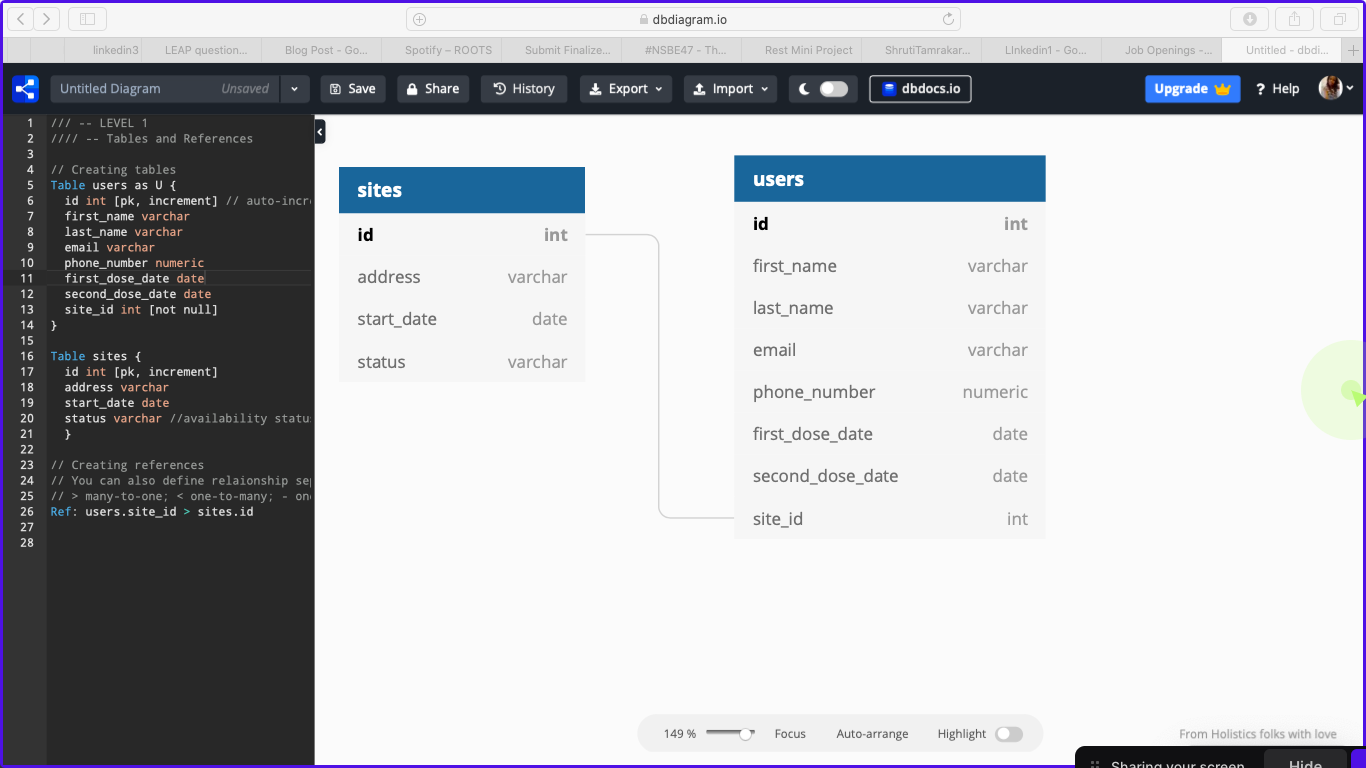 dbdiagram.io
linkedin3
LEAP question...
Blog Post - Go...
Spotify – ROOTS
Submit Finalize...
#NSBE47 - Th...
Rest Mini Project
ShrutiTamrakar...
LInkedin1 - Go...
Job Openings -...
Untitled - dbdi...
Untitled Diagram
Unsaved
Save
Share
History
Export
Import
dbdocs.io
Upgrade
? Help
1 /// -- LEVEL 1
2 //// -- Tables and References
3
4 // Creating tables
5 Table users as U {
6 id int [pk, increment] // auto-incr
7 first_name varchar
8 last_name varchar
9 email varchar
10 phone_number numeric
11 first_dose_date date
12 second_dose_date date
13 site_id int [not null]
14 }
15
16 Table sites {
17 id int [pk, increment]
18 address varchar
19 start_date date
20 status varchar //availability statu
21 }
22
23 // Creating references
24 // You can also define relaionship sep
25 // > many-to-one; < one-to-many; - one
26 Ref: users.site_id > sites.id
27
28
sites
id int
address varchar
start_date date
status varchar
users
id int
first_name varchar
last_name varchar
email varchar
phone_number numeric
first_dose_date date
second_dose_date date
site_id int
149 %
Focus
Auto-arrange
Highlight
From Holistics folks with love
Sharing your screen
Hide